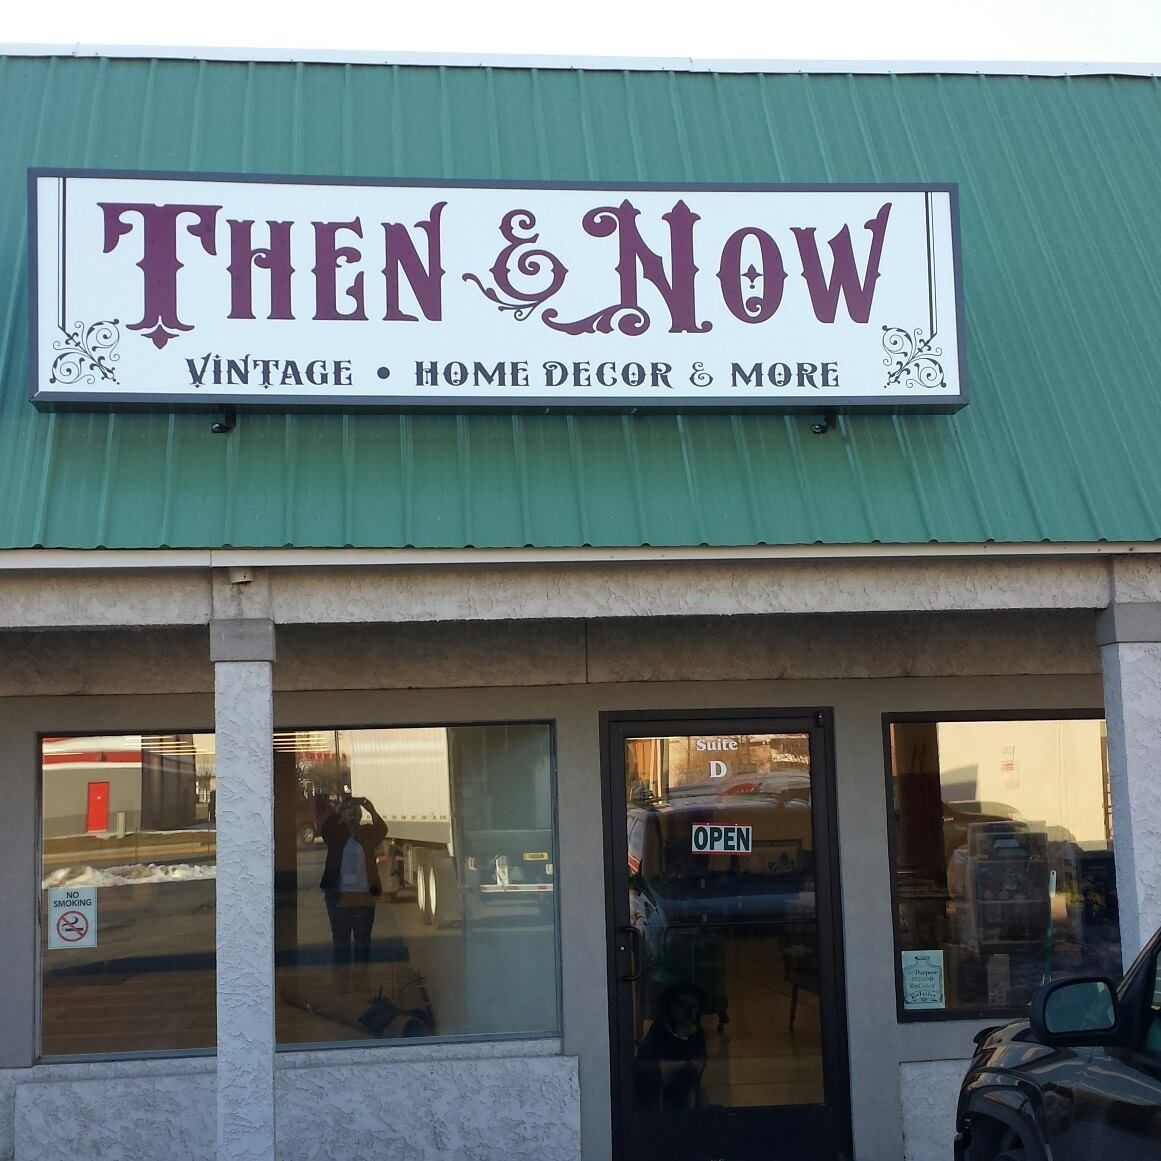 THEN & NOW
VINTAGE • HOME DECOR & MORE
Suite
D
OPEN
NO
SMOKING